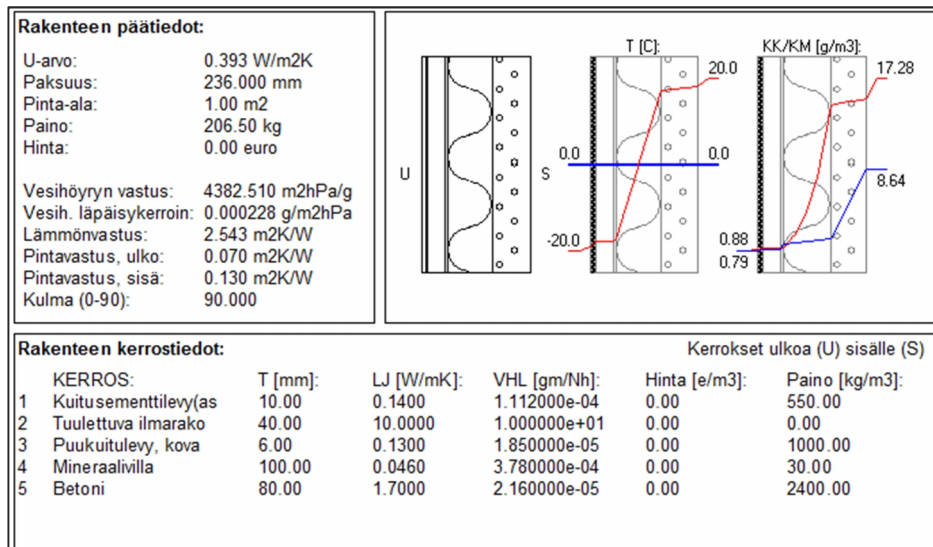 Rakenteen päätiedot:
U-arvo: 0.393 W/m2K
Paksuus: 236.000 mm
Pinta-ala: 1.00 m2
Paino: 206.50 kg
Hinta: 0.00 euro
Vesihöyryn vastus: 4382.510 m2hPa/g
Vesih. läpäisykerroin: 0.000228 g/m2hPa
Lämmönvastus: 2.543 m2K/W
Pintavastus, ulko: 0.070 m2K/W
Pintavastus, sisä: 0.130 m2K/W
Kulma (0-90): 90.000
U
S
T [C]:
20.0
0.0
0.0
-20.0
KK/KM [g/m3]:
17.28
8.64
0.88
0.79
Rakenteen kerrostiedot: Kerrokset ulkoa (U) sisälle (S)
KERROS: T [mm]: LJ [W/mK]: VHL [gm/Nh]: Hinta [e/m3]: Paino [kg/m3]:
1 Kuitusementtilevy(as 10.00 0.1400 1.112000e-04 0.00 550.00
2 Tuulettuva ilmarako 40.00 10.0000 1.000000e+01 0.00 0.00
3 Puukuitulevy, kova 6.00 0.1300 1.850000e-05 0.00 1000.00
4 Mineraalivilla 100.00 0.0460 3.780000e-04 0.00 30.00
5 Betoni 80.00 1.7000 2.160000e-05 0.00 2400.00